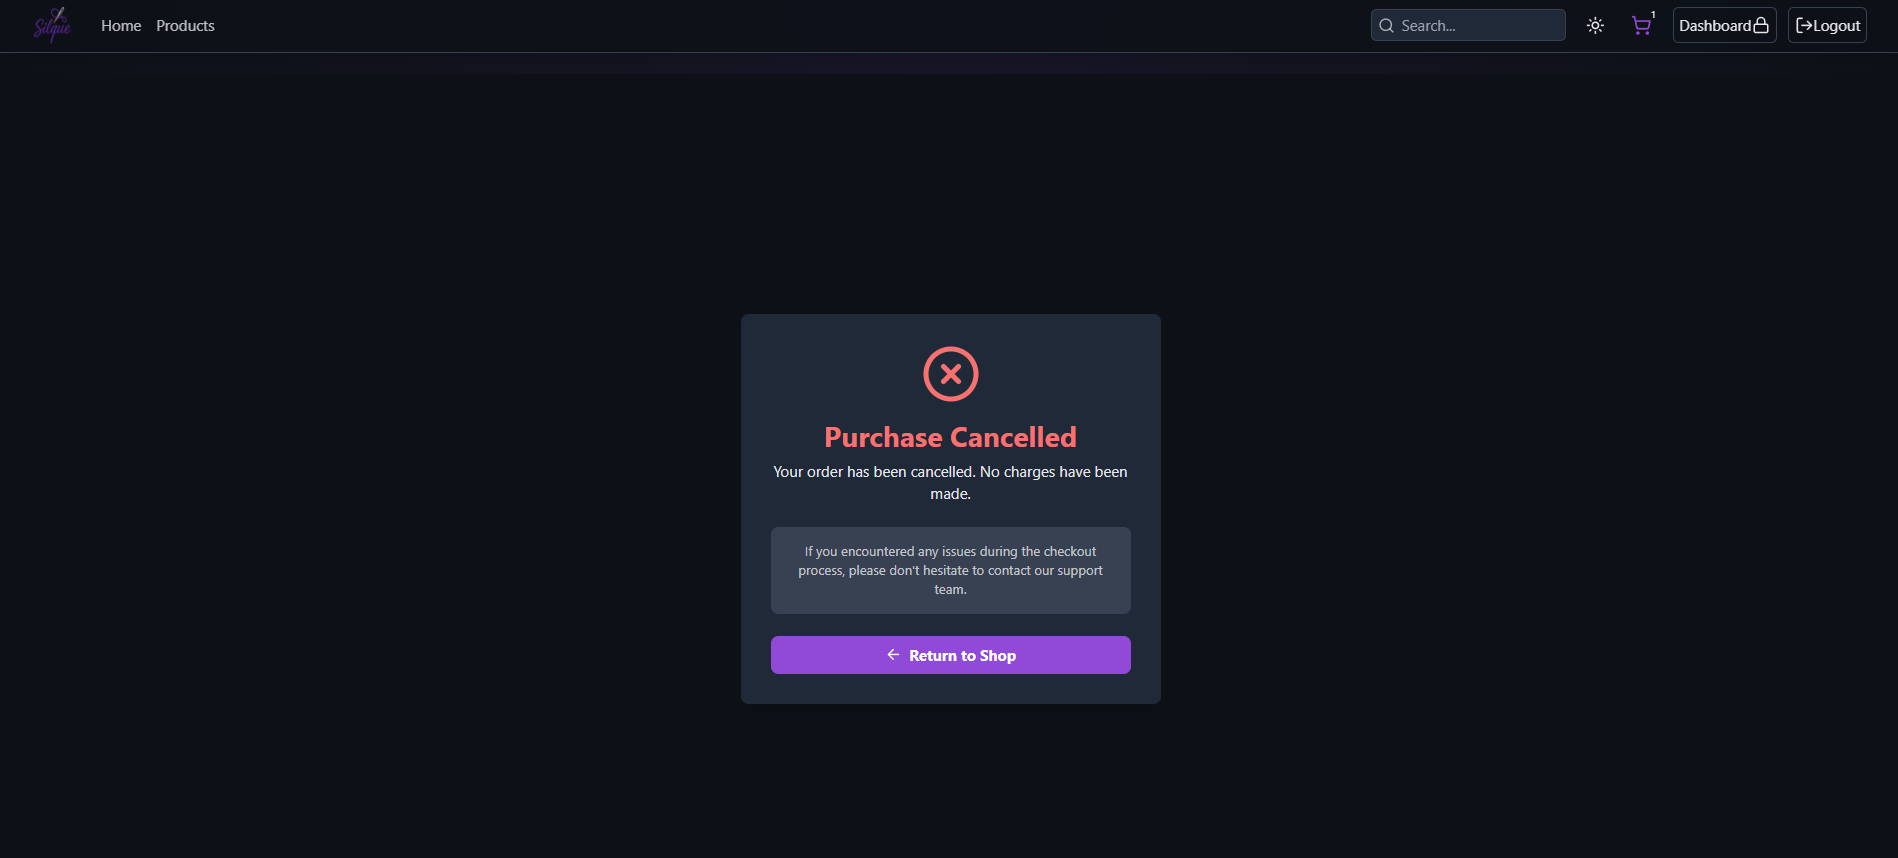 Silque
Home Products
Search...
1
Dashboard
Logout
Purchase Cancelled
Your order has been cancelled. No charges have been
made.
If you encountered any issues during the checkout
process, please don't hesitate to contact our support
team.
Return to Shop